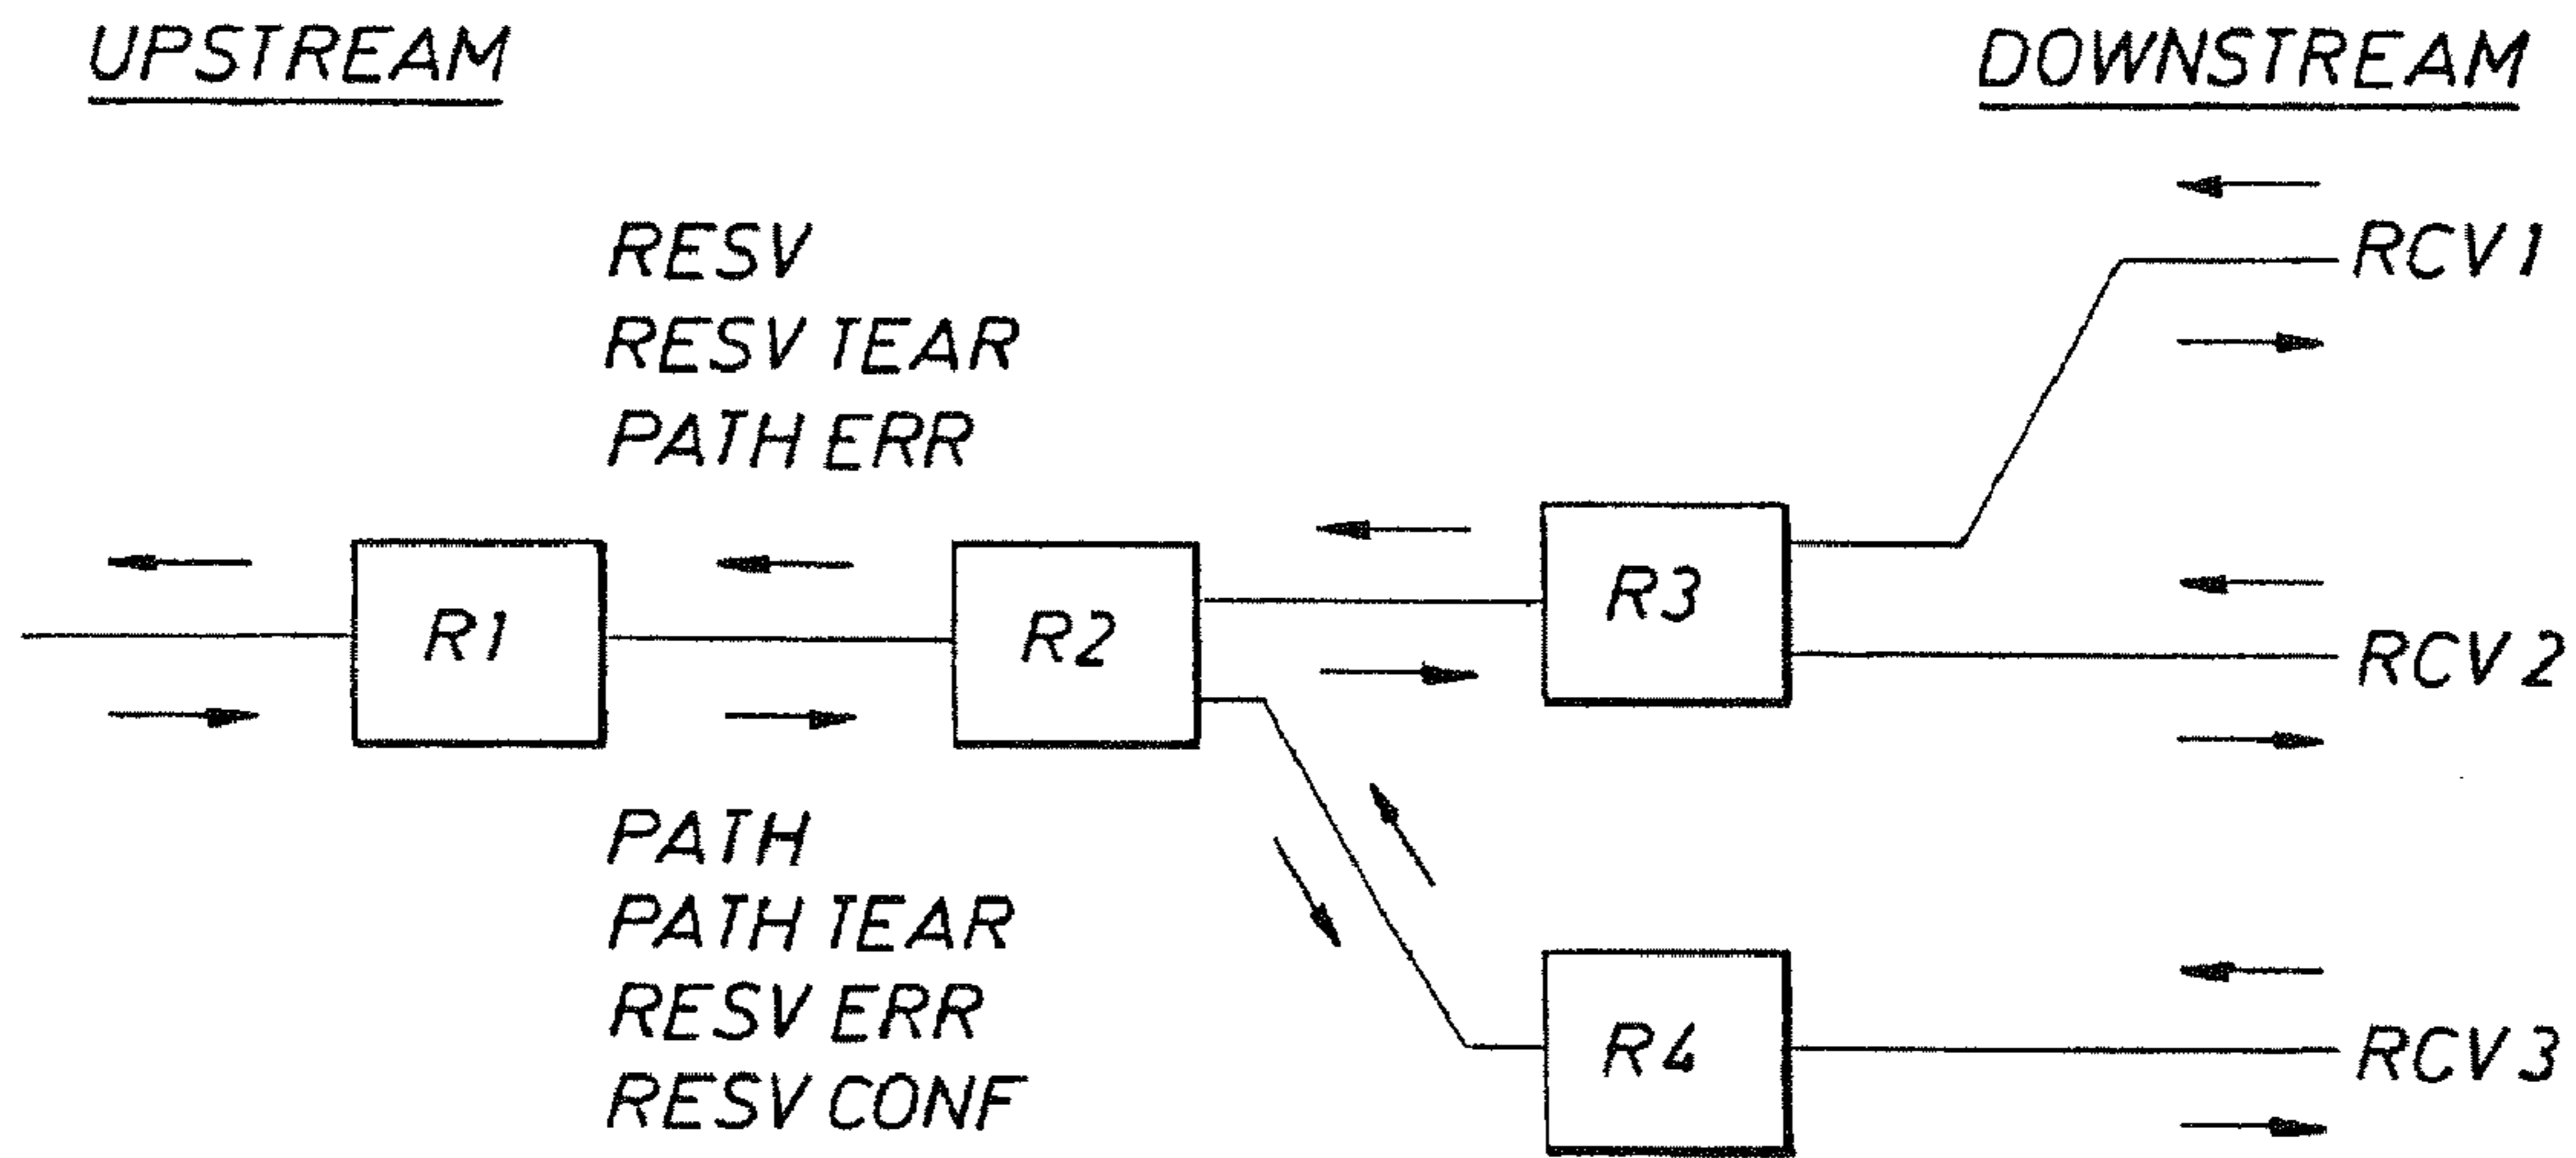 UPSTREAM
DOWNSTREAM
RESV
RESV TEAR
PATH ERR
RCV 1
R1
R2
R3
RCV 2
PATH
PATH TEAR
RESV ERR
RESV CONF
R4
RCV 3